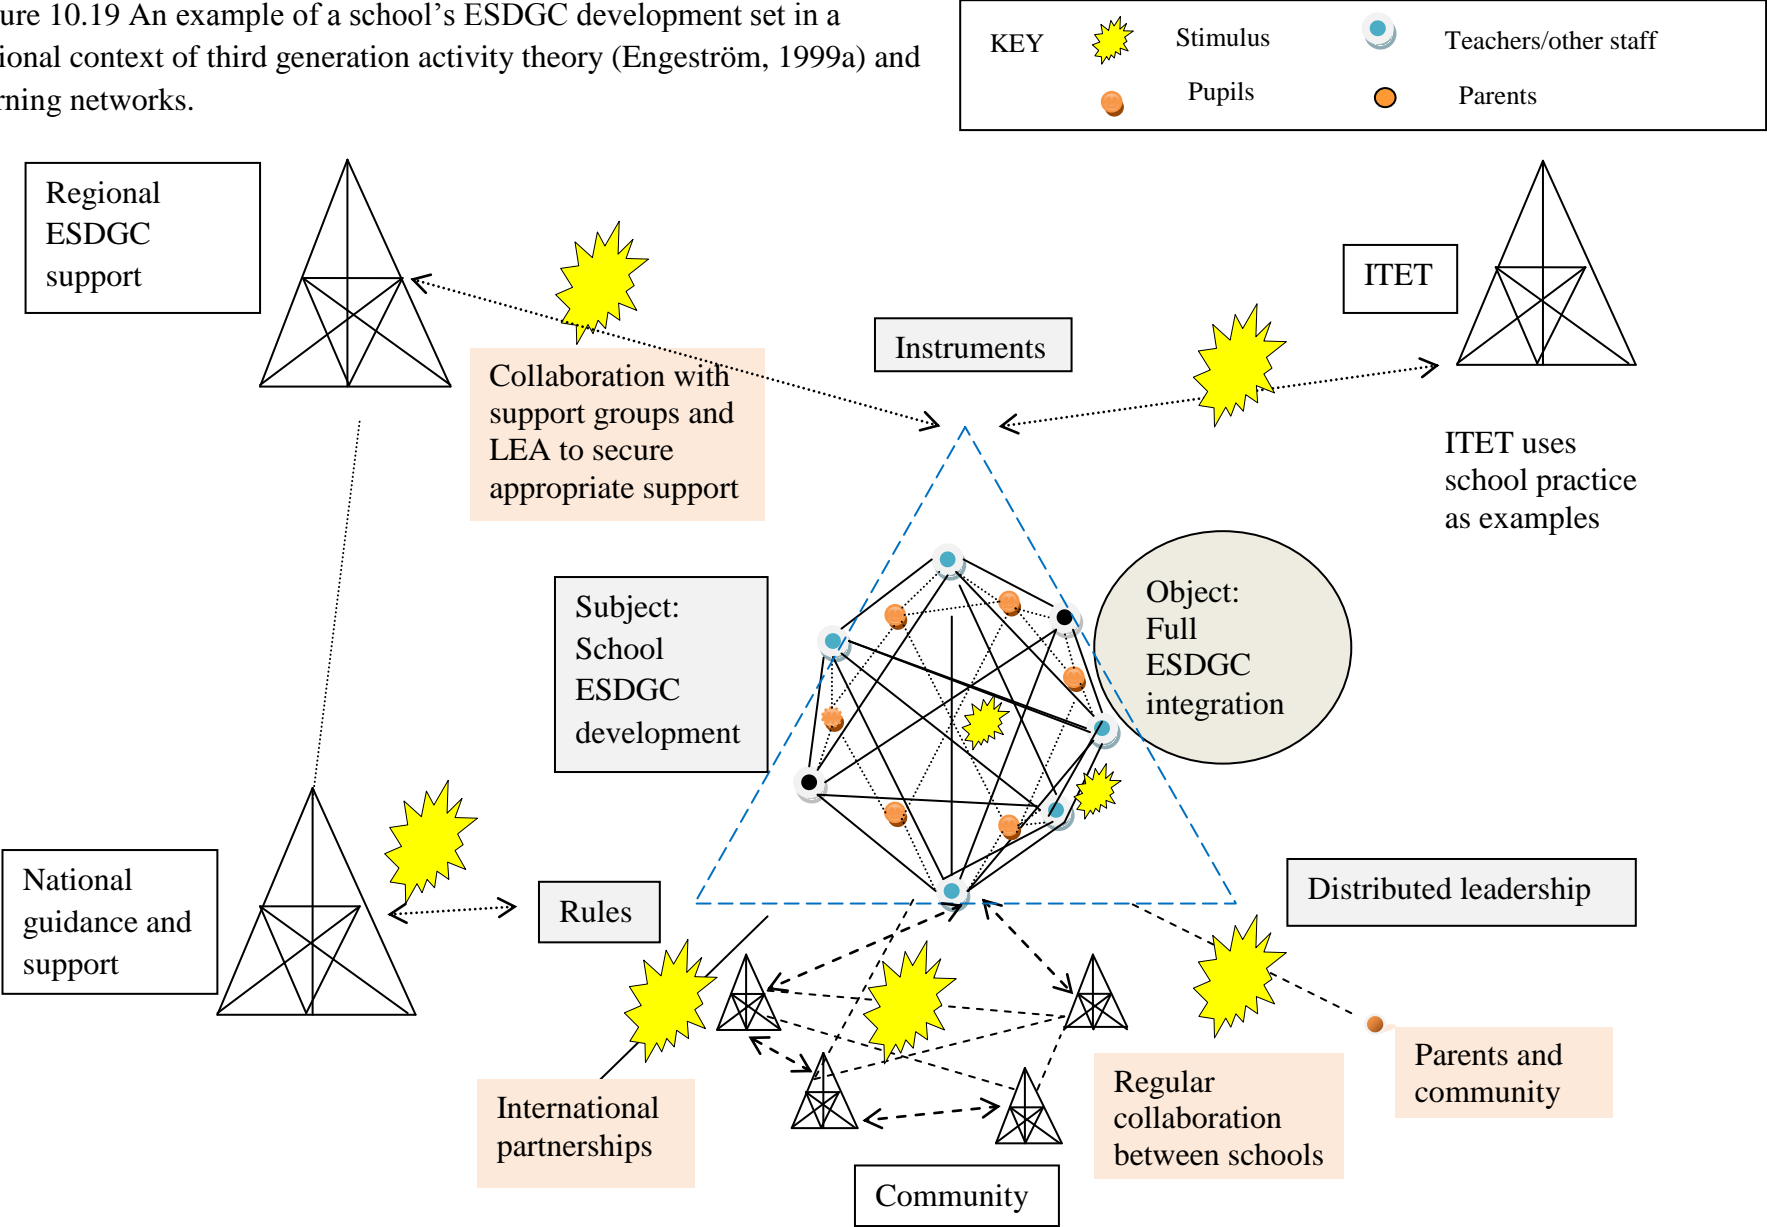 ure 10.19 An example of a school’s ESDGC development set in a
ional context of third generation activity theory (Engeström, 1999a) and
rning networks.
KEY
Stimulus
Teachers/other staff
Pupils
Parents
Regional
ESDGC
support
ITET
Instruments
Collaboration with
support groups and
LEA to secure
appropriate support
ITET uses
school practice
as examples
Subject:
School
ESDGC
development
Object:
Full
ESDGC
integration
National
guidance and
support
Rules
Distributed leadership
International
partnerships
Regular
collaboration
between schools
Parents and
community
Community